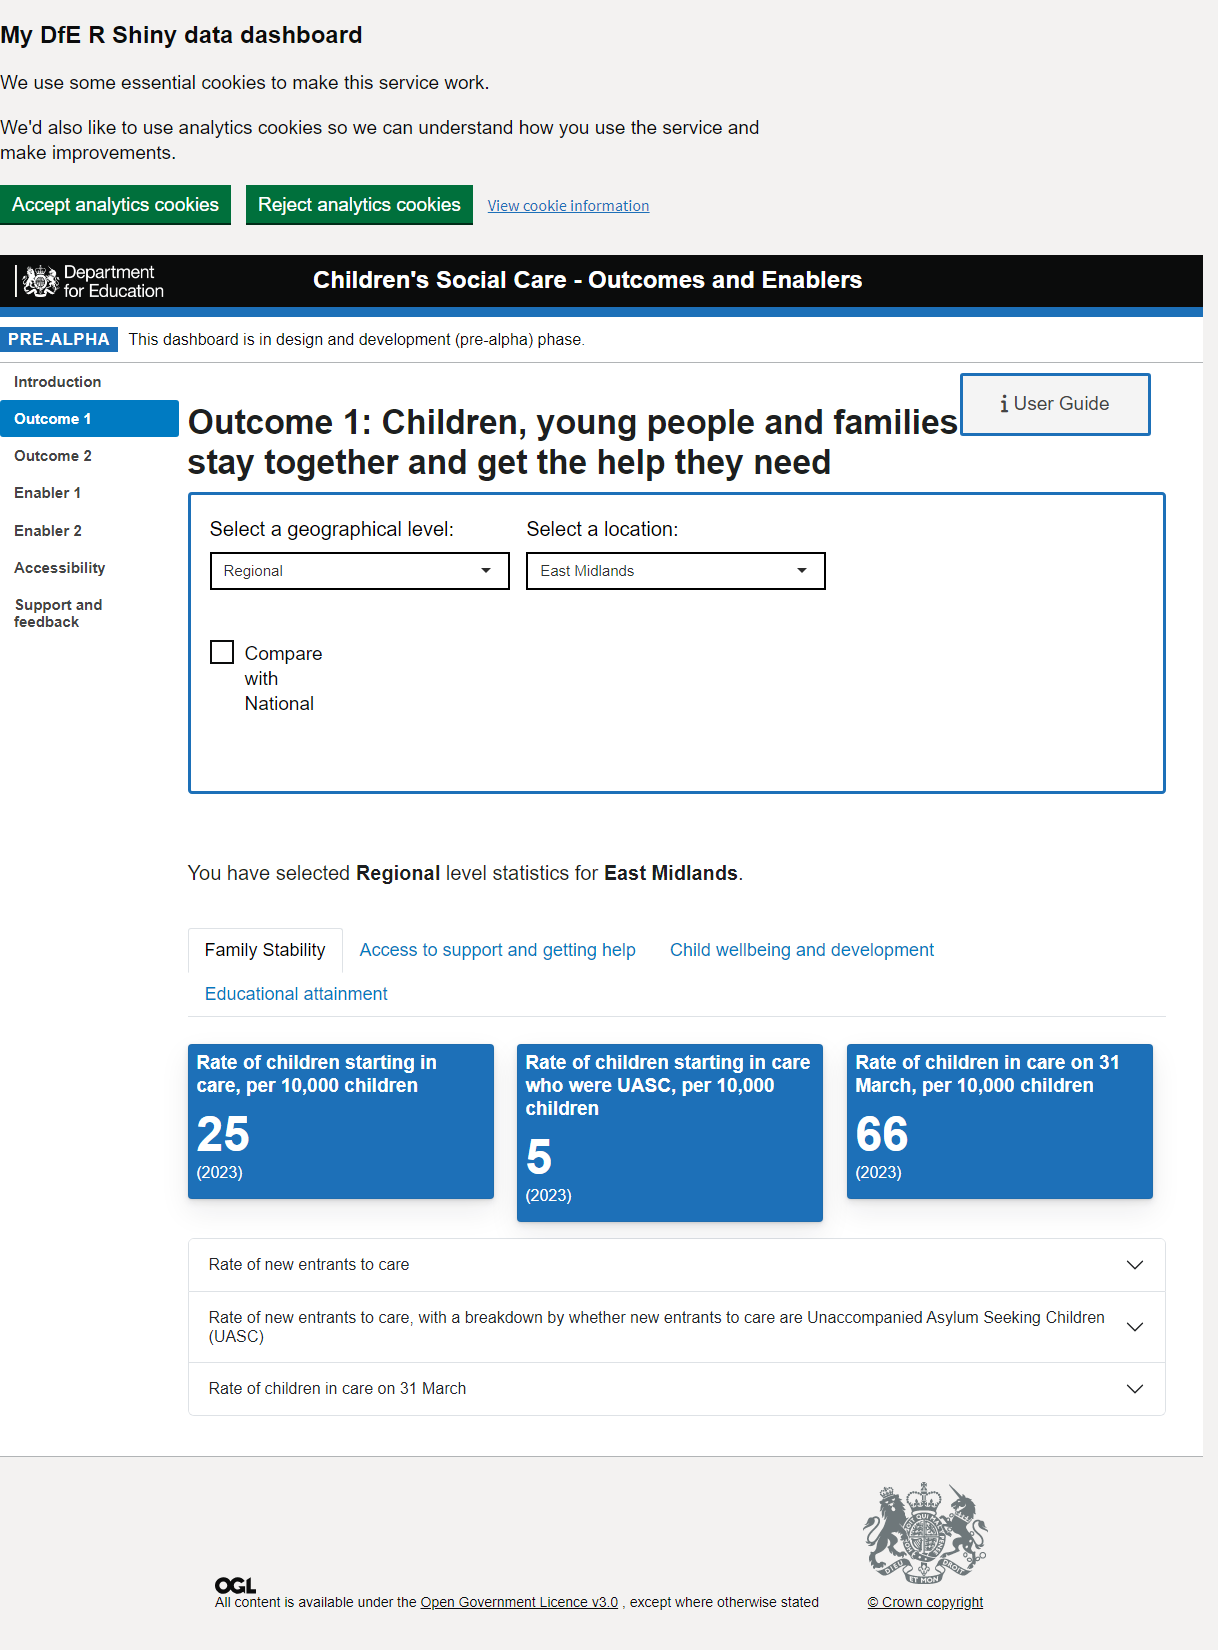 My DfE R Shiny data dashboard
We use some essential cookies to make this service work.
We'd also like to use analytics cookies so we can understand how you use the service and
make improvements.
Accept analytics cookies
Reject analytics cookies
View cookie information
Department
for Education
Children's Social Care - Outcomes and Enablers
PRE-ALPHA
This dashboard is in design and development (pre-alpha) phase.
Introduction
Outcome 1
Outcome 2
Enabler 1
Enabler 2
Accessibility
Support and
feedback
User Guide
Outcome 1: Children, young people and families
stay together and get the help they need
Select a geographical level:
Regional
Select a location:
East Midlands
Compare
with
National
You have selected Regional level statistics for East Midlands.
Family Stability
Access to support and getting help
Child wellbeing and development
Educational attainment
Rate of children starting in
care, per 10,000 children
25
(2023)
Rate of children starting in care
who were UASC, per 10,000
children
5
(2023)
Rate of children in care on 31
March, per 10,000 children
66
(2023)
Rate of new entrants to care
Rate of new entrants to care, with a breakdown by whether new entrants to care are Unaccompanied Asylum Seeking Children
(UASC)
Rate of children in care on 31 March
OGL
All content is available under the Open Government Licence v3.0 , except where otherwise stated
DIEU ET MON DROIT
© Crown copyright